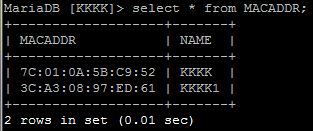 MariaDB [KKKK]> select * from MACADDR;
+-------------------+-------+
| MACADDR           | NAME  |
+-------------------+-------+
| 7C:01:0A:5B:C9:52 | KKKK  |
| 3C:A3:08:97:ED:61 | KKKK1 |
+-------------------+-------+
2 rows in set (0.01 sec)